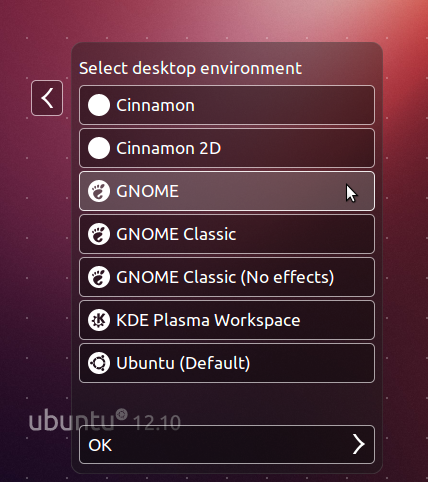 Select desktop environment
Cinnamon
Cinnamon 2D
GNOME
GNOME Classic
GNOME Classic (No effects)
KDE Plasma Workspace
Ubuntu (Default)
ubuntu 12.10
OK